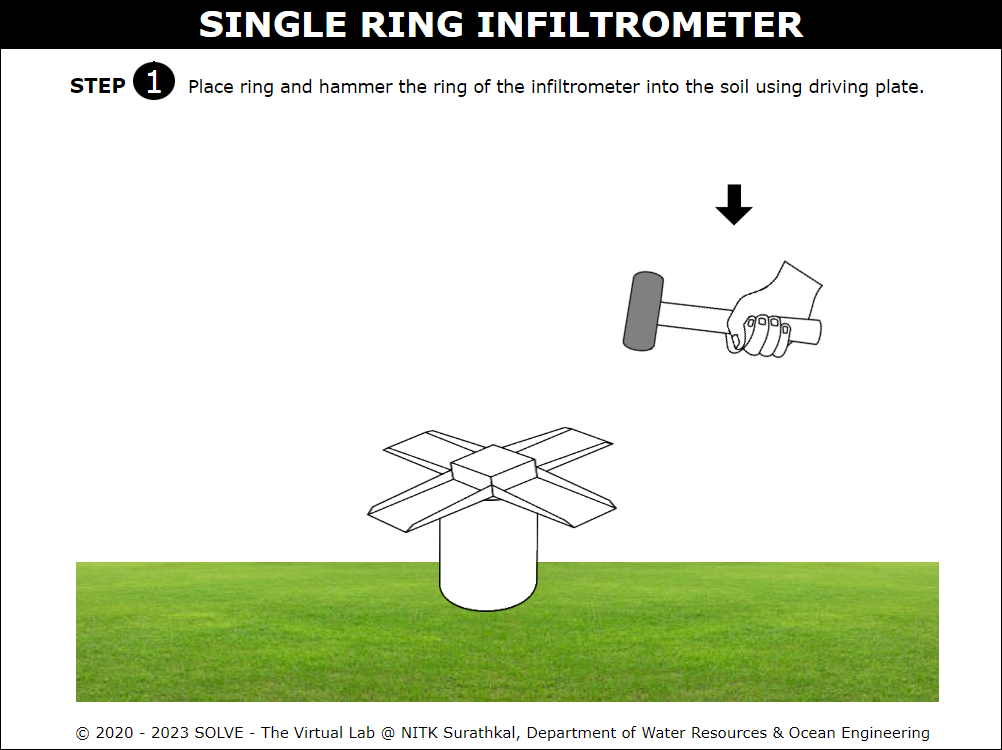 SINGLE RING INFILTROMETER
STEP 1 Place ring and hammer the ring of the infiltrometer into the soil using driving plate.
© 2020 - 2023 SOLVE - The Virtual Lab @ NITK Surathkal, Department of Water Resources & Ocean Engineering